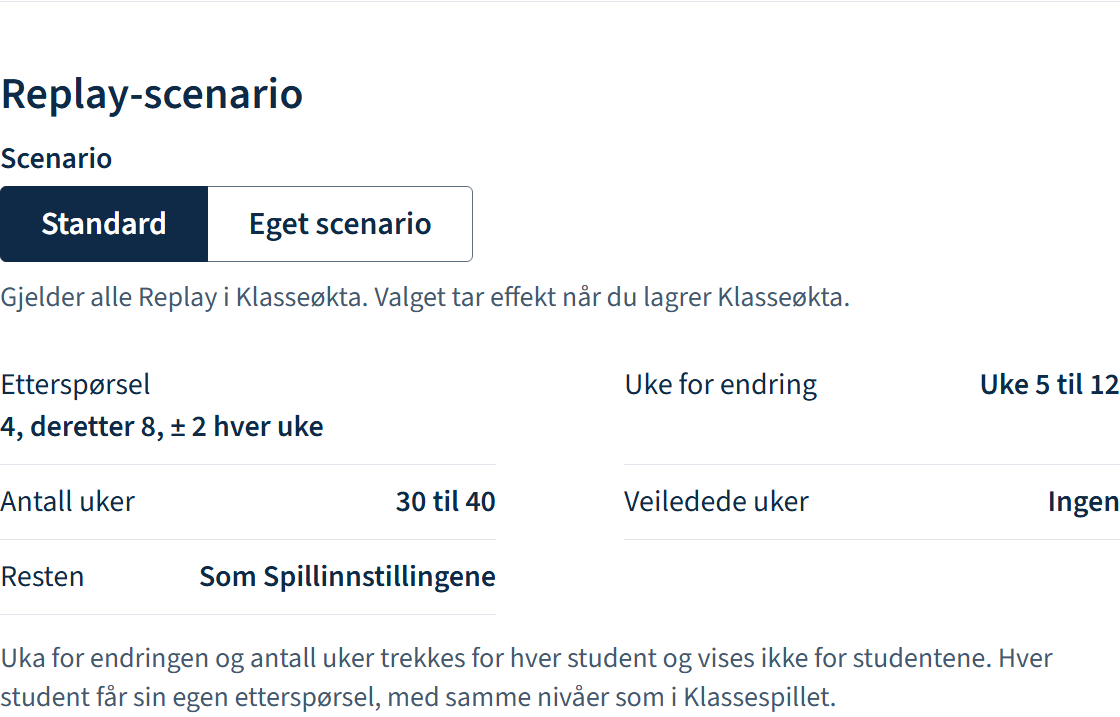 Replay-scenario
Scenario
Standard
Eget scenario
Gjelder alle Replay i Klasseøkta. Valget tar effekt når du lagrer Klasseøkta.
Etterspørsel
4, deretter 8, ± 2 hver uke
Uke for endring
Uke 5 til 12
Antall uker
30 til 40
Veiledede uker
Ingen
Resten
Som Spillinnstillingene
Uka for endringen og antall uker trekkes for hver student og vises ikke for studentene. Hver
student får sin egen etterspørsel, med samme nivåer som i Klassespillet.